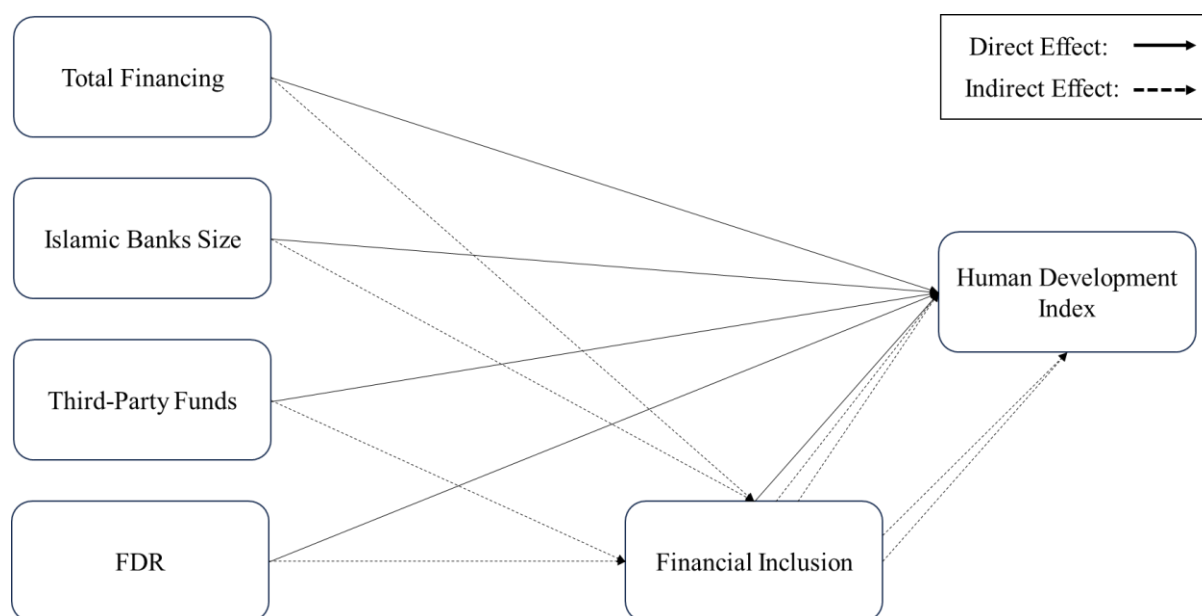 Total Financing
Direct Effect:
Indirect Effect:
Islamic Banks Size
Human Development
Index
Third-Party Funds
FDR
Financial Inclusion